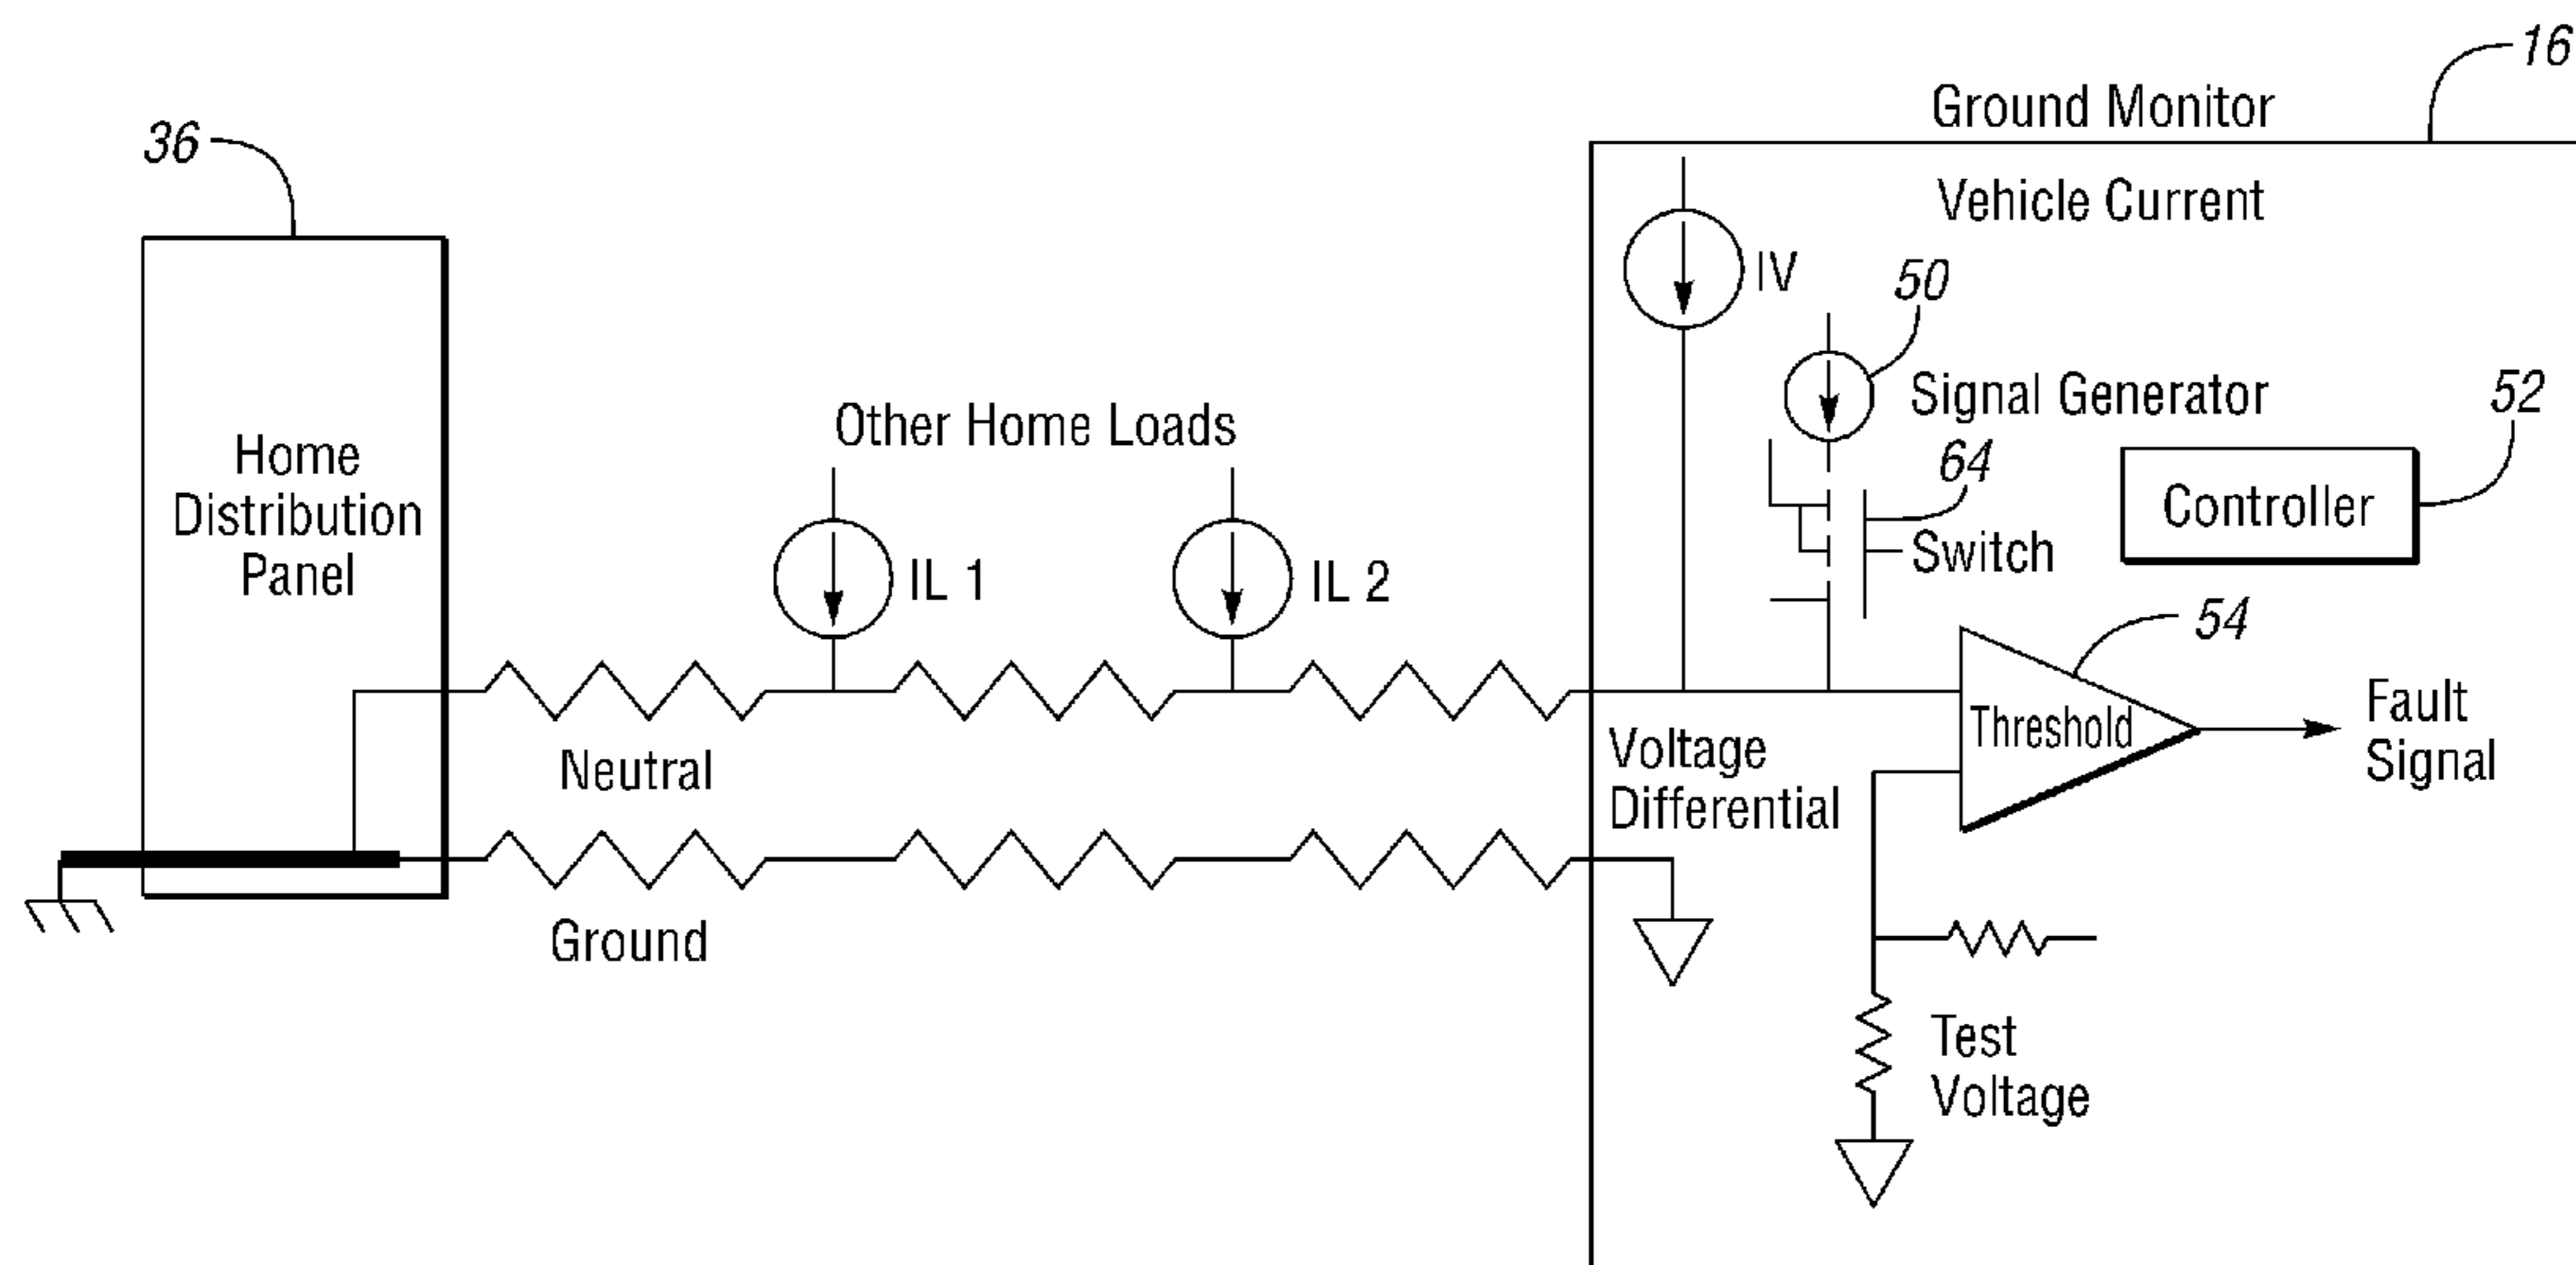 16
Ground Monitor
36
Vehicle Current
IV
50
Signal Generator
52
Other Home Loads
64
Home
Distribution
Panel
Controller
Switch
IL 1
IL 2
54
Threshold
Fault
Signal
Neutral
Voltage
Differential
Ground
Test
Voltage